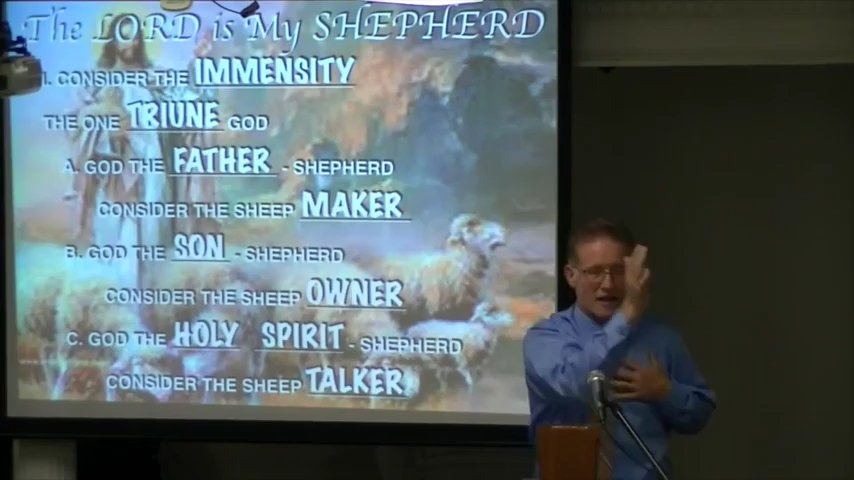 The LORD is My SHEPHERD
I. CONSIDER THE IMMENSITY
THE ONE TRIUNE GOD
A. GOD THE FATHER - SHEPHERD
CONSIDER THE SHEEP MAKER
B. GOD THE SON - SHEPHERD
CONSIDER THE SHEEP OWNER
C. GOD THE HOLY SPIRIT - SHEPHERD
CONSIDER THE SHEEP TALKER